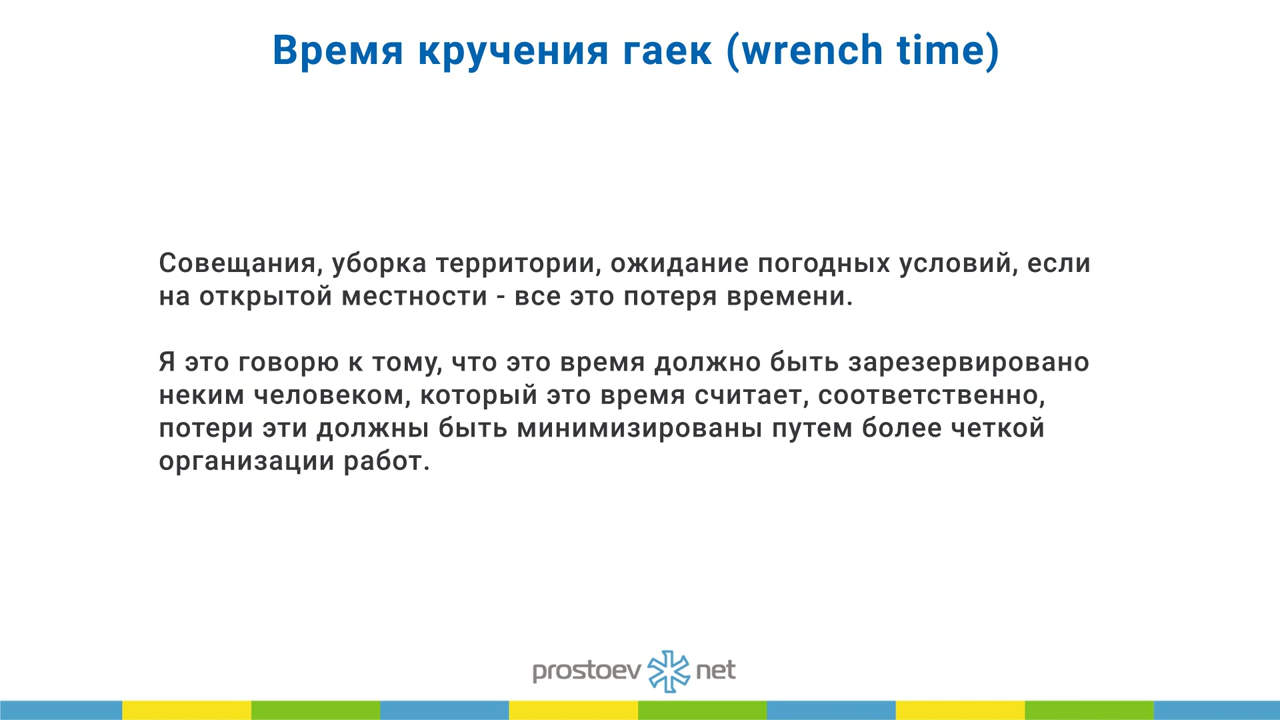 Время кручения гаек (wrench time)
Совещания, уборка территории, ожидание погодных условий, если
на открытой местности - все это потеря времени.
Я это говорю к тому, что это время должно быть зарезервировано
неким человеком, который это время считает, соответственно,
потери эти должны быть минимизированы путем более четкой
организации работ.
prostoev net